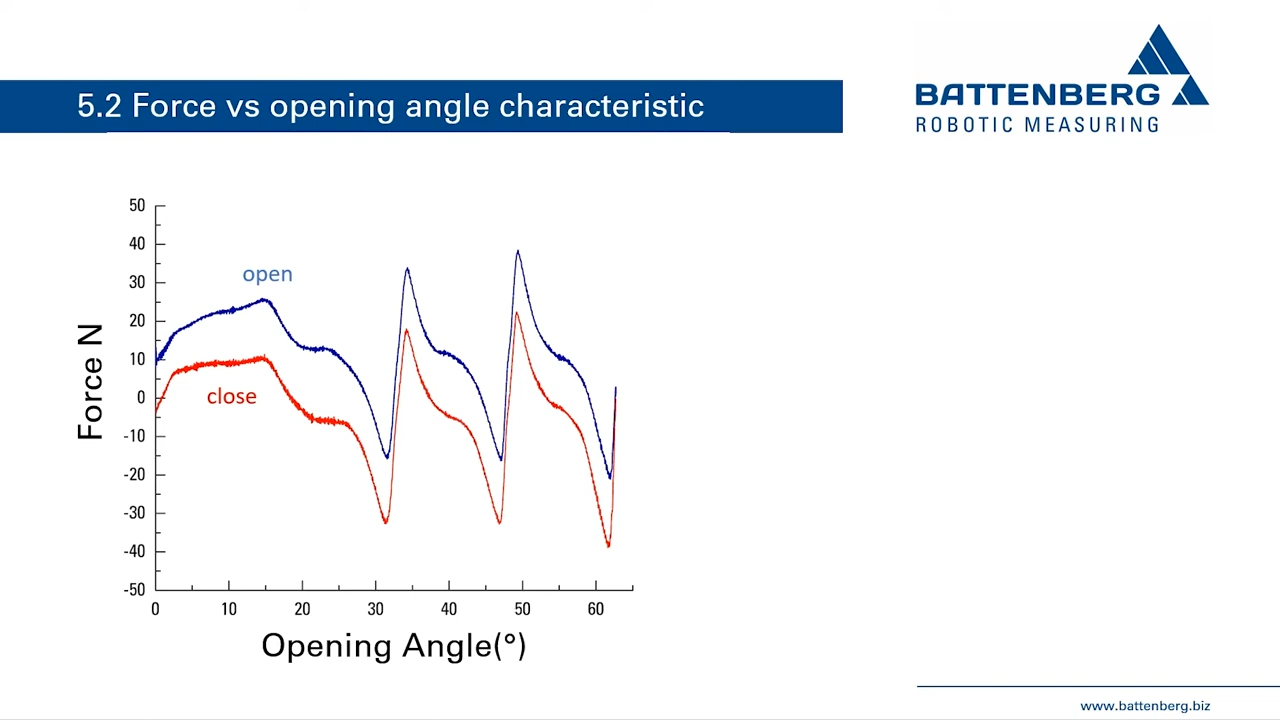 BATTENBERG
ROBOTIC MEASURING
5.2 Force vs opening angle characteristic
50
40
30
20
10
0
-10
-20
-30
-40
-50
Force N
open
close
0 10 20 30 40 50 60
Opening Angle(°)
www.battenberg.biz